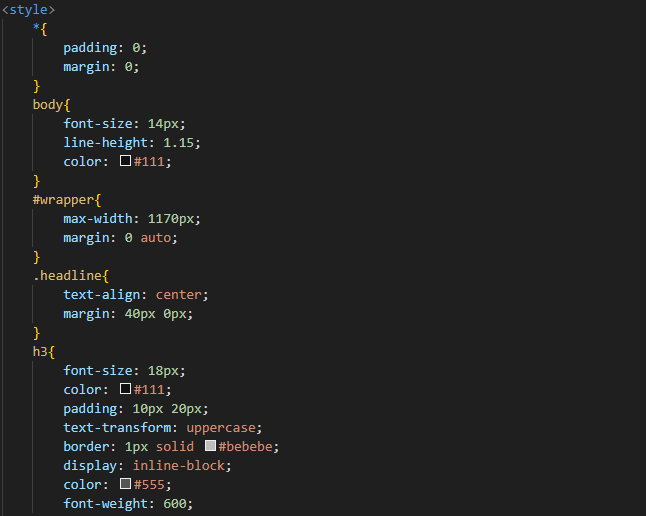 <style>
*{
padding: 0;
margin: 0;
}
body{
font-size: 14px;
line-height: 1.15;
color: #111;
}
#wrapper{
max-width: 1170px;
margin: 0 auto;
}
.headline{
text-align: center;
margin: 40px 0px;
}
h3{
font-size: 18px;
color: #111;
padding: 10px 20px;
text-transform: uppercase;
border: 1px solid #bebebe;
display: inline-block;
color: #555;
font-weight: 600;